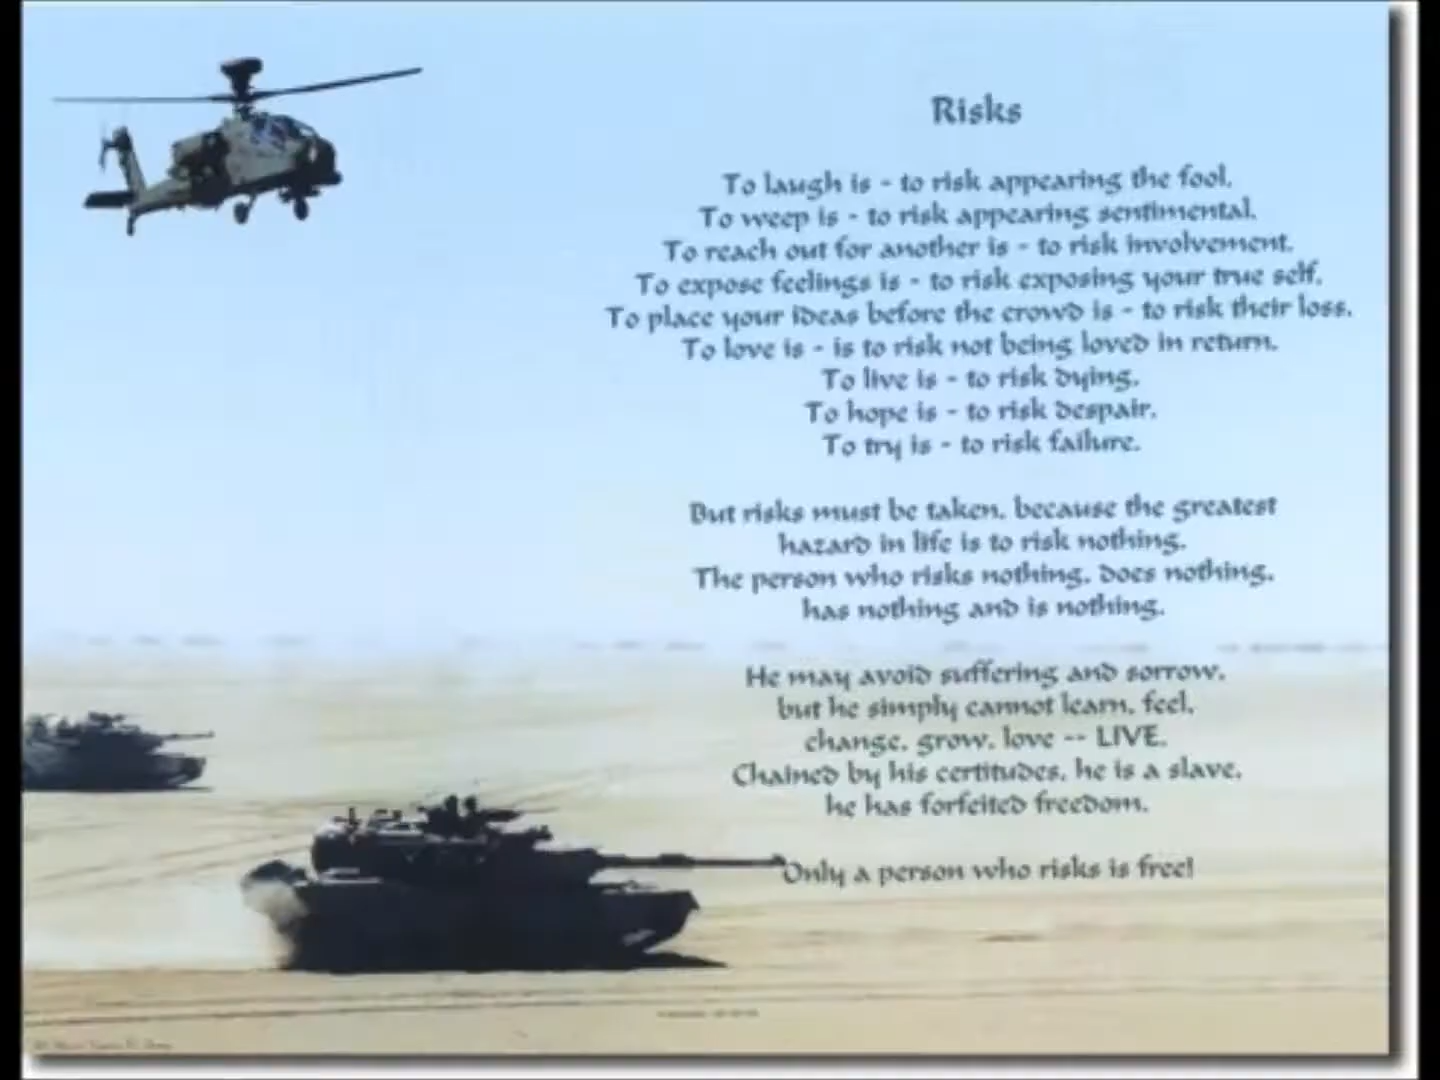 Risks
To laugh is - to risk appearing the fool.
To weep is - to risk appearing sentimental.
To reach out for another is - to risk involvement.
To expose feelings is - to risk exposing your true self.
To place your ideas before the crowd is - to risk their loss.
To love is - is to risk not being loved in return.
To live is - to risk dying.
To hope is - to risk despair.
To try is - to risk failure.
But risks must be taken, because the greatest
hazard in life is to risk nothing.
The person who risks nothing, does nothing,
has nothing and is nothing.
He may avoid suffering and sorrow,
but he simply cannot learn, feel,
change, grow, love -- LIVE.
Chained by his certitudes, he is a slave,
he has forfeited freedom.
Only a person who risks is free!